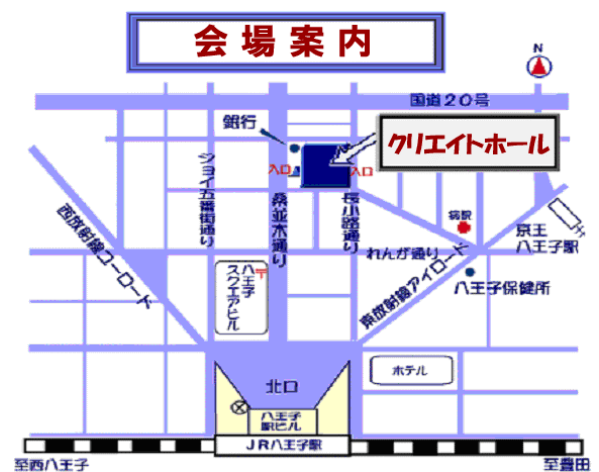 会場案内
N
国道20号
銀行
クリエイトホール
入口
入口
ジョイ五番街通り
桑並木通り
長小路通り
病院
京王
八王子駅
西放射線ユーロード
れんが通り
東放射線アイロード
八王子保健所
八王子
スクエアビル
〒
ホテル
北口
八王子
駅ビル
JR八王子駅
至西八王子
至豊田